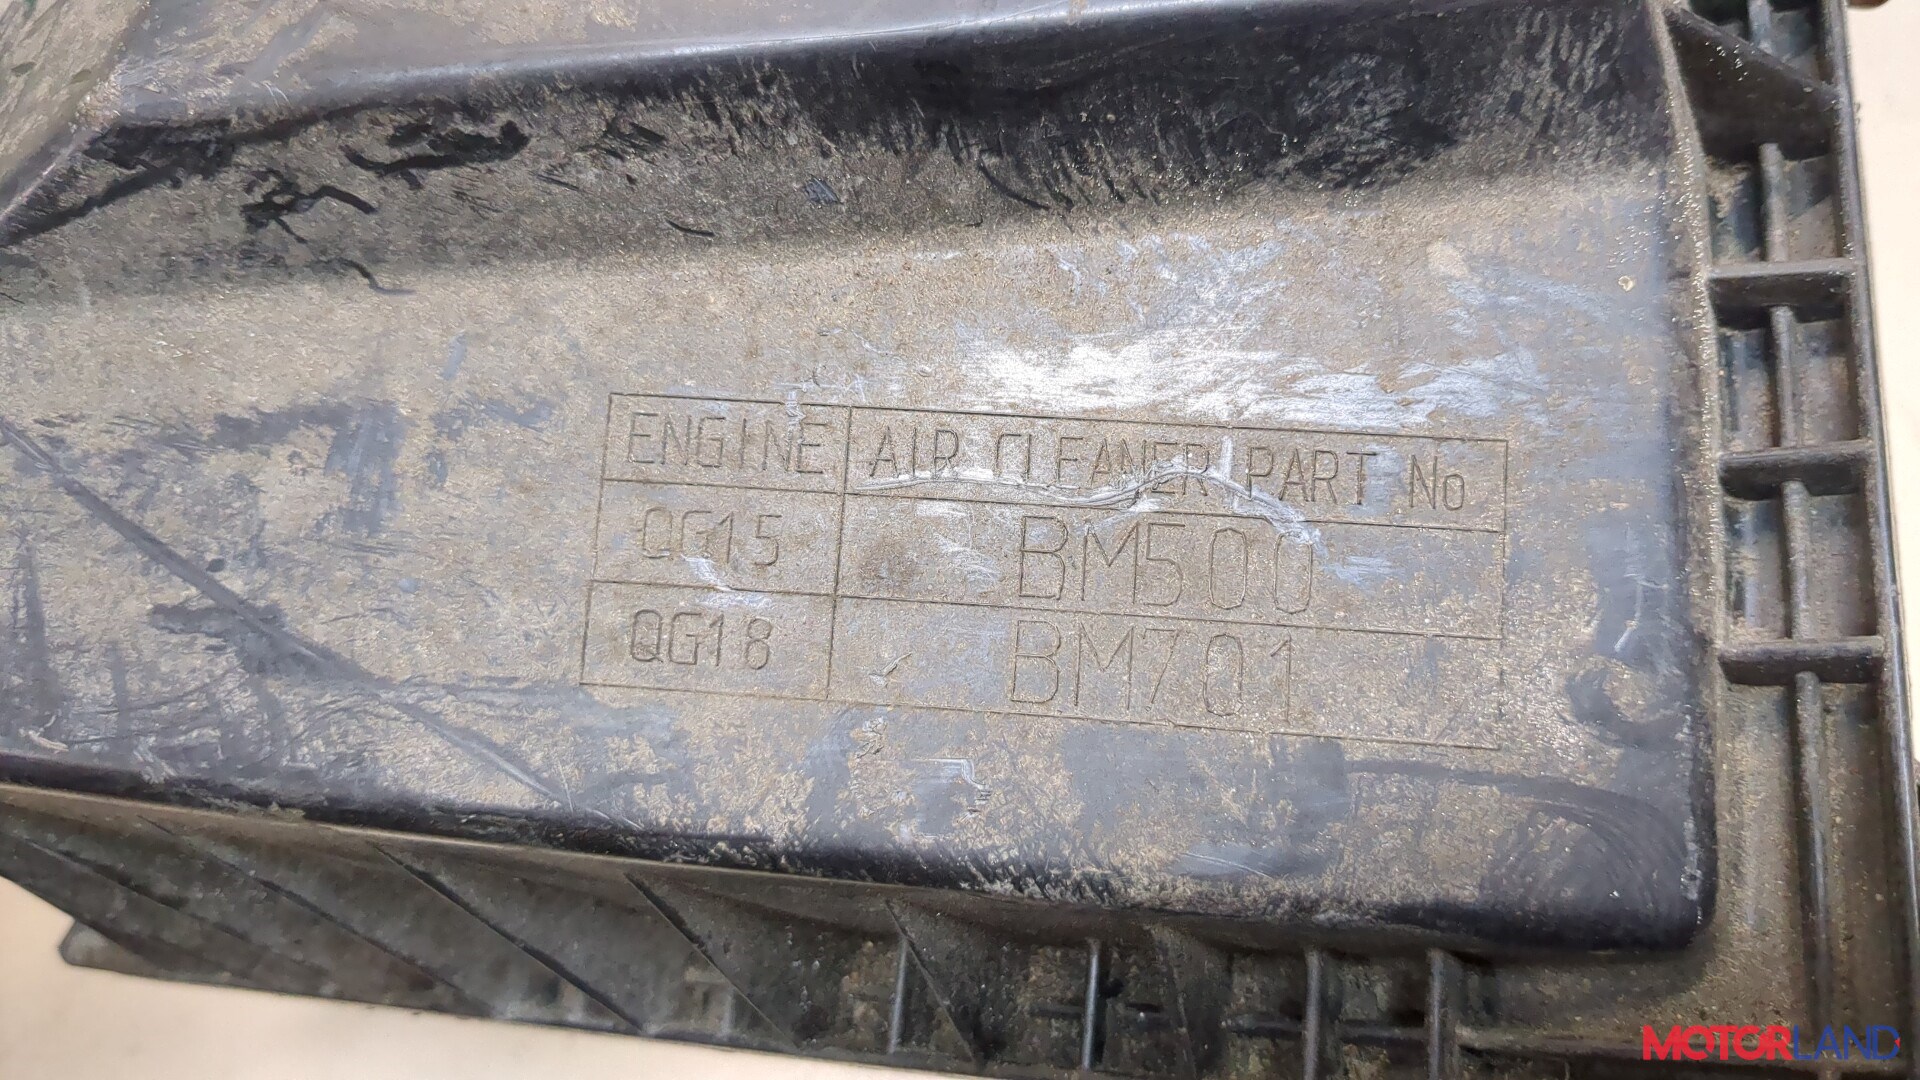 ENGINE AIR CLEANER PART No
QG15 BM500
QG18 BM701
MOTORLAND